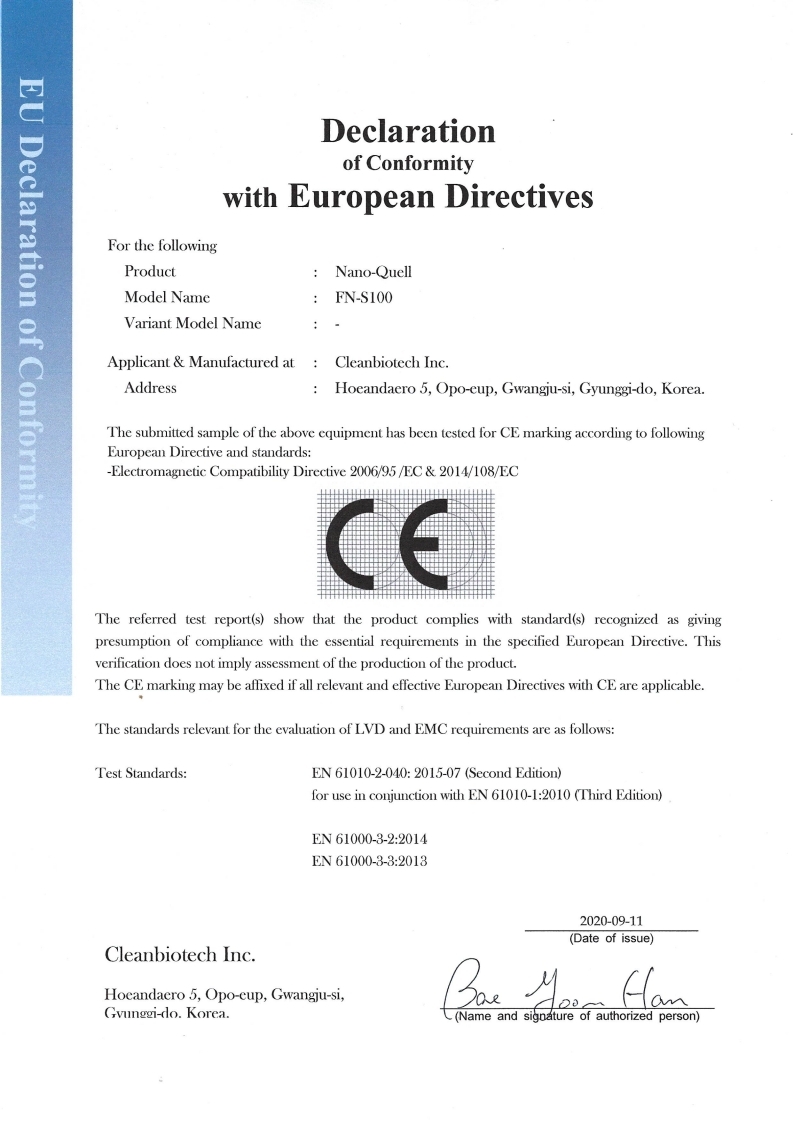 EU Declaration of Conformity
Declaration
of Conformity
with European Directives
For the following
Product : Nano-Quell
Model Name : FN-S100
Variant Model Name : -
Applicant & Manufactured at : Cleanbiotech Inc.
Address : Hoeandaero 5, Opo-eup, Gwangju-si, Gyunggi-do, Korea.
The submitted sample of the above equipment has been tested for CE marking according to following
European Directive and standards:
-Electromagnetic Compatibility Directive 2006/95 /EC & 2014/108/EC
CE
The referred test report(s) show that the product complies with standard(s) recognized as giving
presumption of compliance with the essential requirements in the specified European Directive. This
verification does not imply assessment of the production of the product.
The CE marking may be affixed if all relevant and effective European Directives with CE are applicable.
The standards relevant for the evaluation of LVD and EMC requirements are as follows:
Test Standards: EN 61010-2-040: 2015-07 (Second Edition)
for use in conjunction with EN 61010-1:2010 (Third Edition)
EN 61000-3-2:2014
EN 61000-3-3:2013
2020-09-11
(Date of issue)
Cleanbiotech Inc.
Hoeandaero 5, Opo-eup, Gwangju-si,
Gyunggi-do. Korea.
Bae Yoon Han
(Name and signature of authorized person)